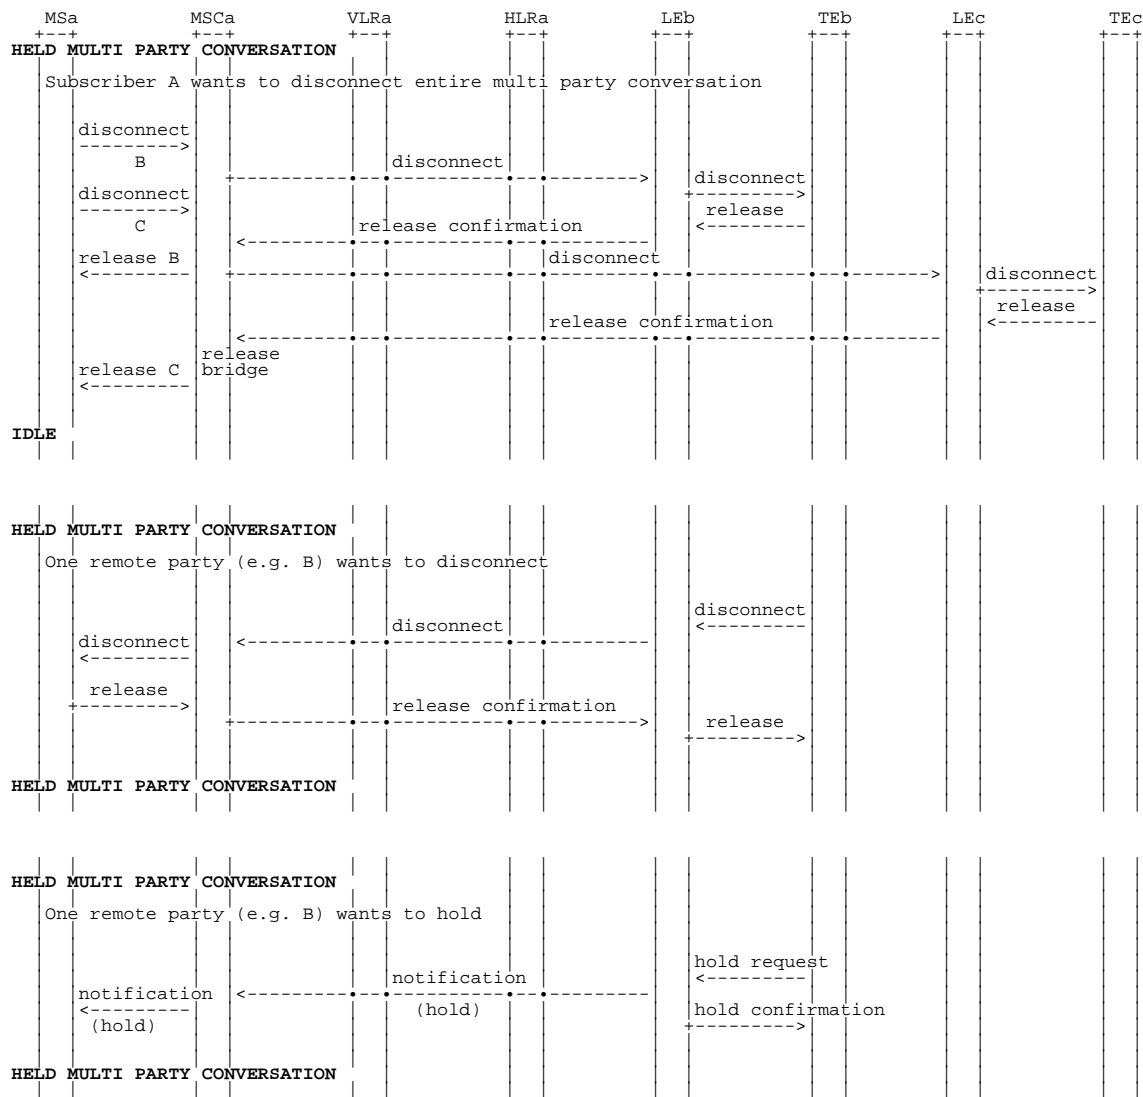 MSa MSCa VLRa HLRa LEb TEb LEc TEc
HELD MULTI PARTY CONVERSATION
Subscriber A wants to disconnect entire multi party conversation
disconnect
B disconnect
disconnect
disconnect
release
C release confirmation
release B disconnect
disconnect
release
release confirmation
release
release C bridge
IDLE
HELD MULTI PARTY CONVERSATION
One remote party (e.g. B) wants to disconnect
disconnect
disconnect
disconnect
release
release confirmation
release
HELD MULTI PARTY CONVERSATION
HELD MULTI PARTY CONVERSATION
One remote party (e.g. B) wants to hold
hold request
notification
notification
(hold) hold confirmation
(hold)
HELD MULTI PARTY CONVERSATION